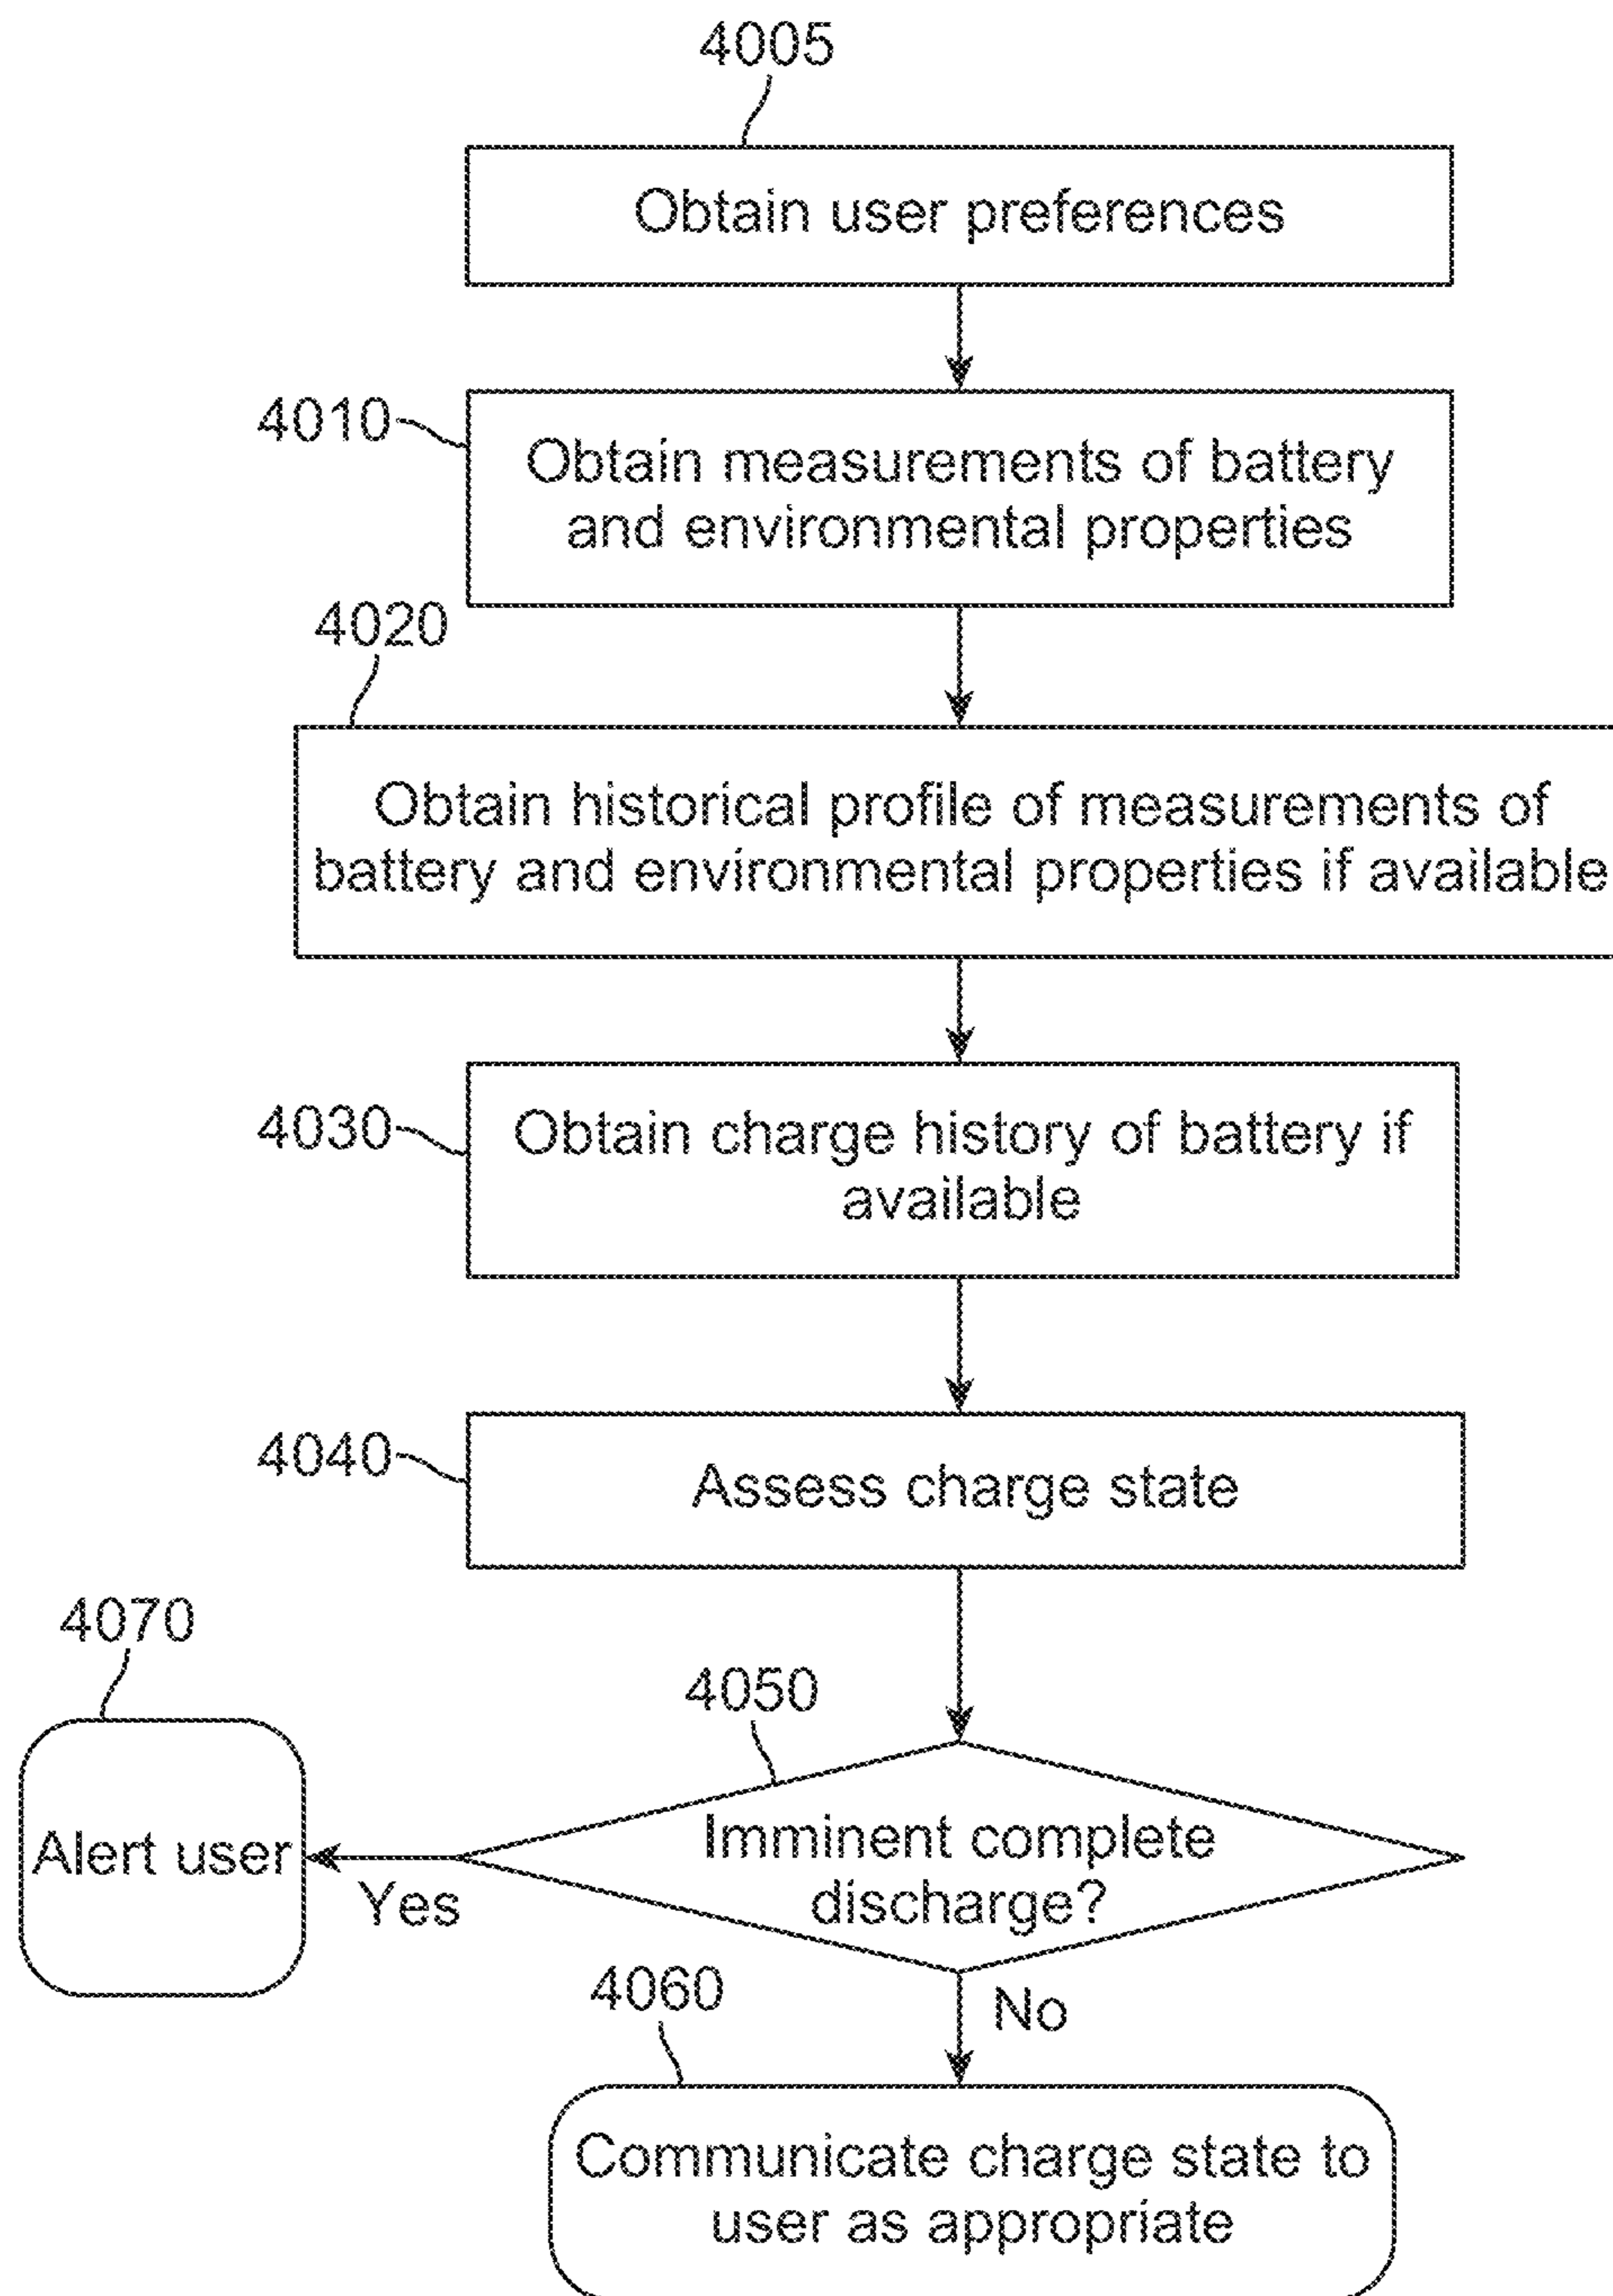 4005
Obtain user preferences
4010
Obtain measurements of battery
and environmental properties
4020
Obtain historical profile of measurements of
battery and environmental properties if available
4030
Obtain charge history of battery if
available
4040
Assess charge state
4070
4050
Imminent complete
discharge?
Alert user
Yes
4060
No
Communicate charge state to
user as appropriate